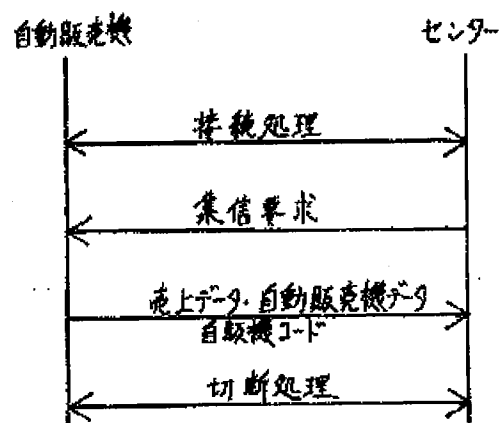 自動販売機
センター
接続処理
集信要求
売上データ・自動販売機データ
自販機コード
切断処理